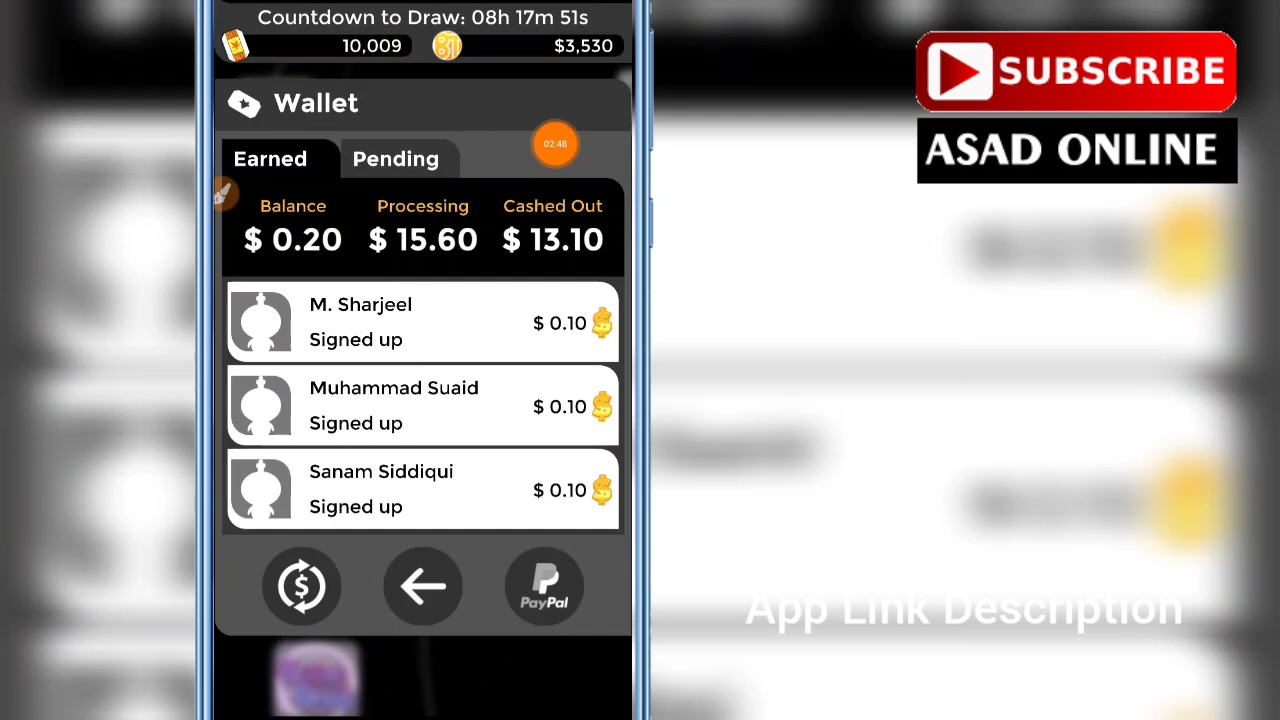 Countdown to Draw: 08h 17m 51s
10,009
$3,530
Wallet
02:48
Earned
Pending
Balance
Processing
Cashed Out
$ 0.20
$ 15.60
$ 13.10
M. Sharjeel
Signed up
$ 0.10
Muhammad Suaid
Signed up
$ 0.10
Sanam Siddiqui
Signed up
$ 0.10
PayPal
SUBSCRIBE
ASAD ONLINE
App Link Description